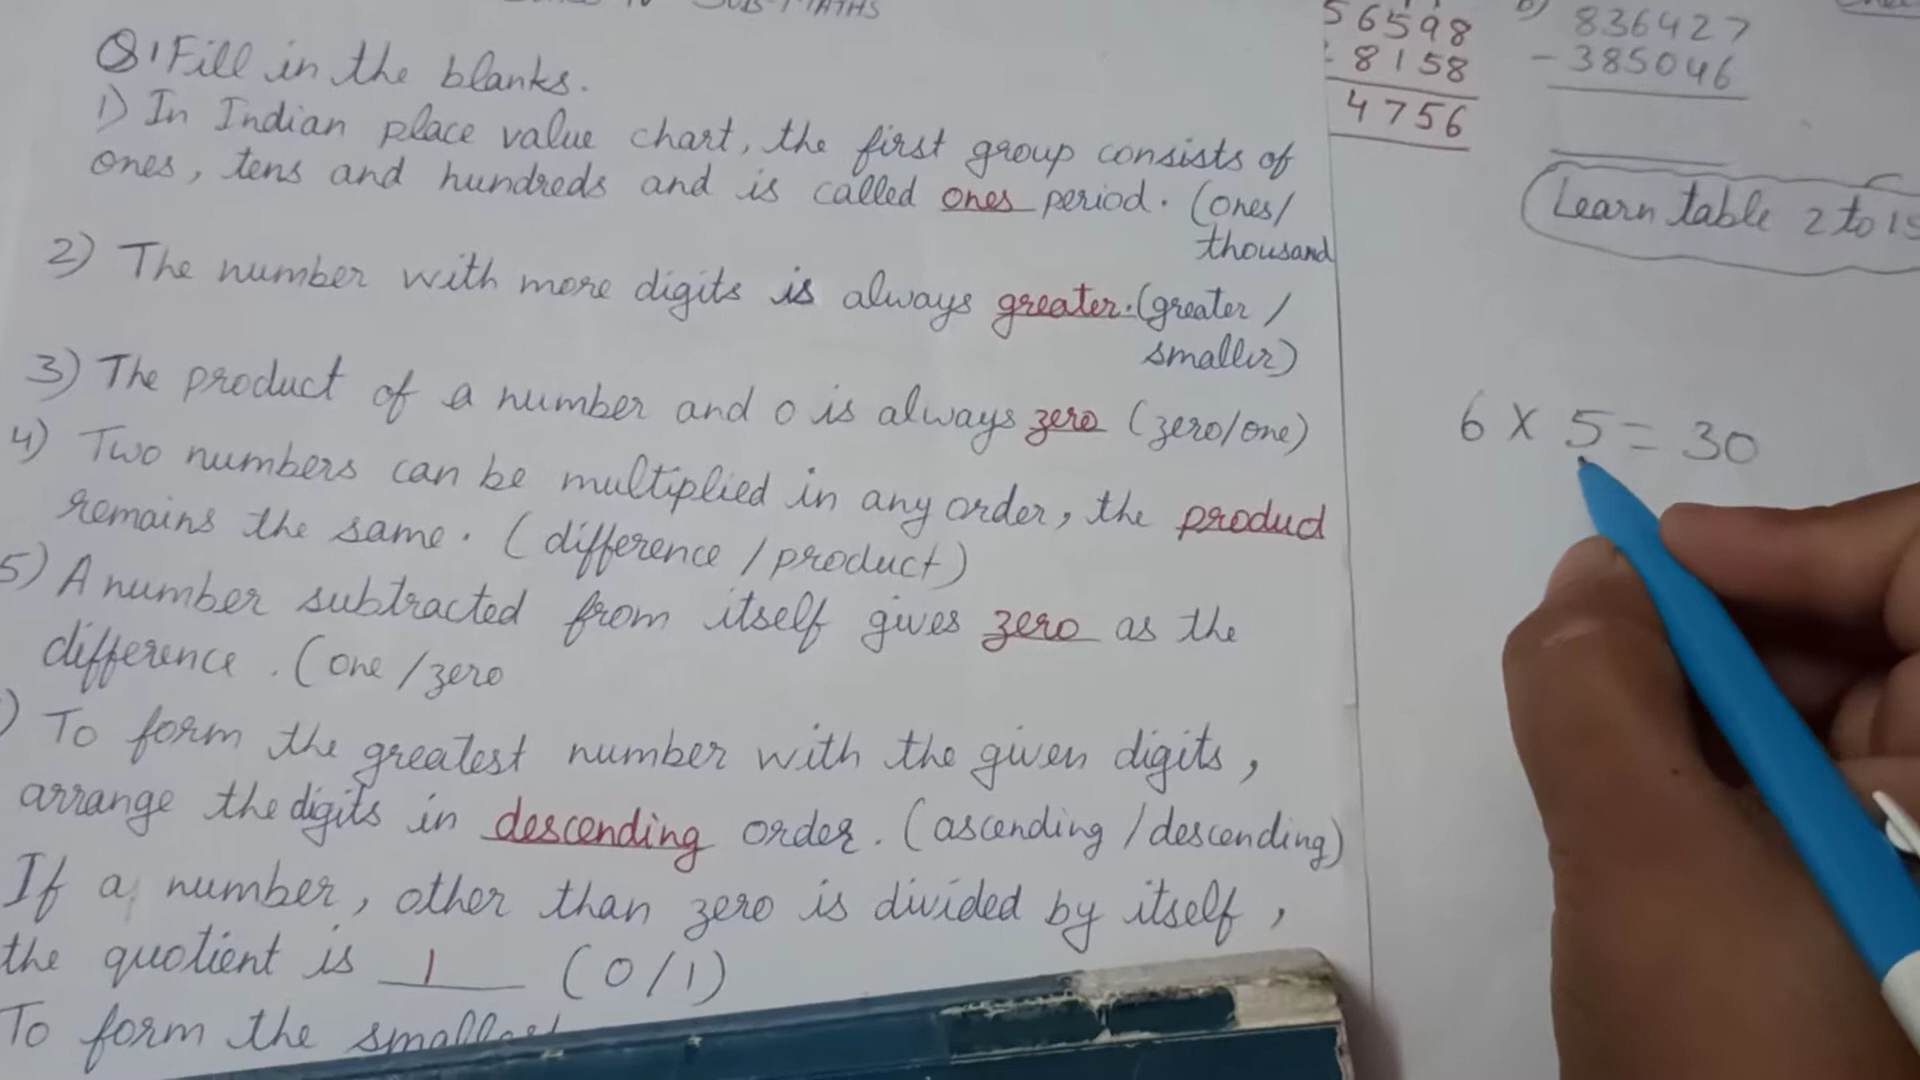 SUB-MATHS
Q1 Fill in the blanks.
1) In Indian place value chart, the first group consists of
ones, tens and hundreds and is called ones period. (ones/
thousand
2) The number with more digits is always greater. (greater /
smaller)
3) The product of a number and 0 is always zero (zero/one)
4) Two numbers can be multiplied in any order, the product
remains the same. (difference / product)
5) A number subtracted from itself gives zero as the
difference. (one / zero
) To form the greatest number with the given digits,
arrange the digits in descending order. (ascending / descending)
If a number, other than zero is divided by itself,
the quotient is 1 (0/1)
To form the smallest
56598
8158
4756
b) 836427
- 385046
Learn table 2 to 15
6 x 5 = 30